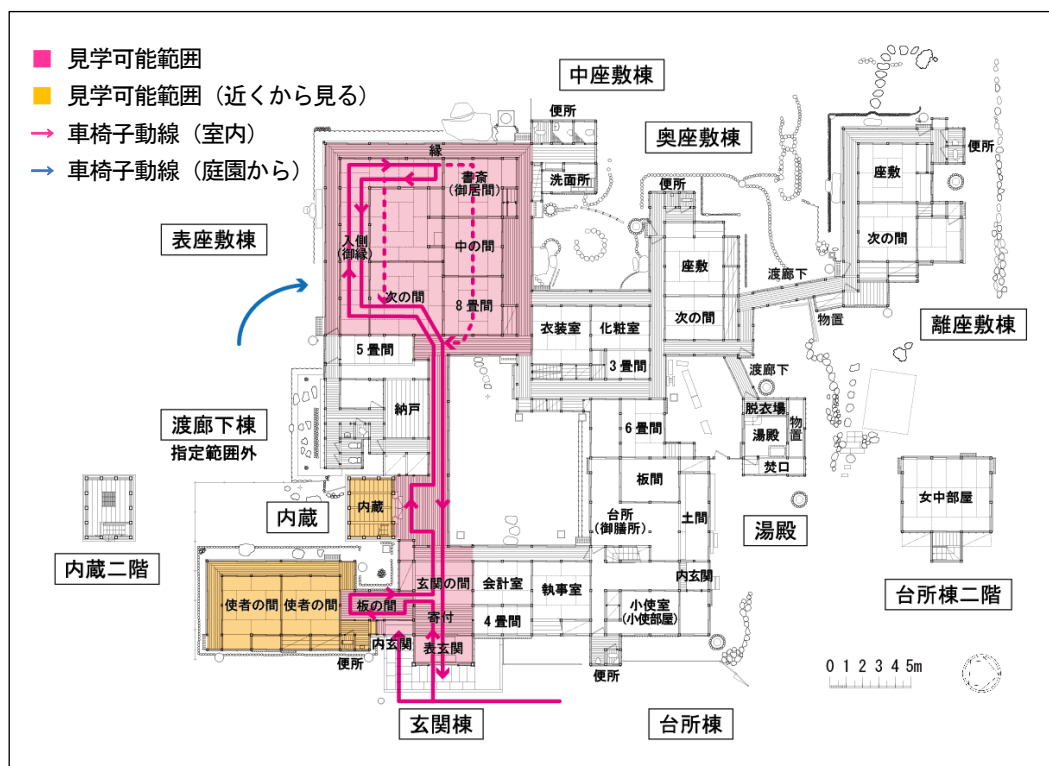 見学可能範囲
見学可能範囲（近くから見る）
車椅子動線（室内）
車椅子動線（庭園から）
中座敷棟
便所
洗面所
奥座敷棟
便所
座敷
次の間
便所
座敷
次の間
渡廊下
物置
離座敷棟
表座敷棟
縁
書斎
(御居間)
入側
(御縁)
中の間
次の間
8畳間
衣装室
化粧室
3畳間
5畳間
納戸
渡廊下棟
指定範囲外
渡廊下
脱衣場
湯殿
物置
焚口
湯殿
6畳間
板間
台所
(御膳所)
土間
内玄関
小使室
(小使部屋)
便所
女中部屋
台所棟二階
内蔵
内蔵
内蔵二階
使者の間
使者の間
板の間
玄関の間
寄付
表玄関
内玄関
便所
会計室
4畳間
執事室
玄関棟
台所棟
0 1 2 3 4 5m